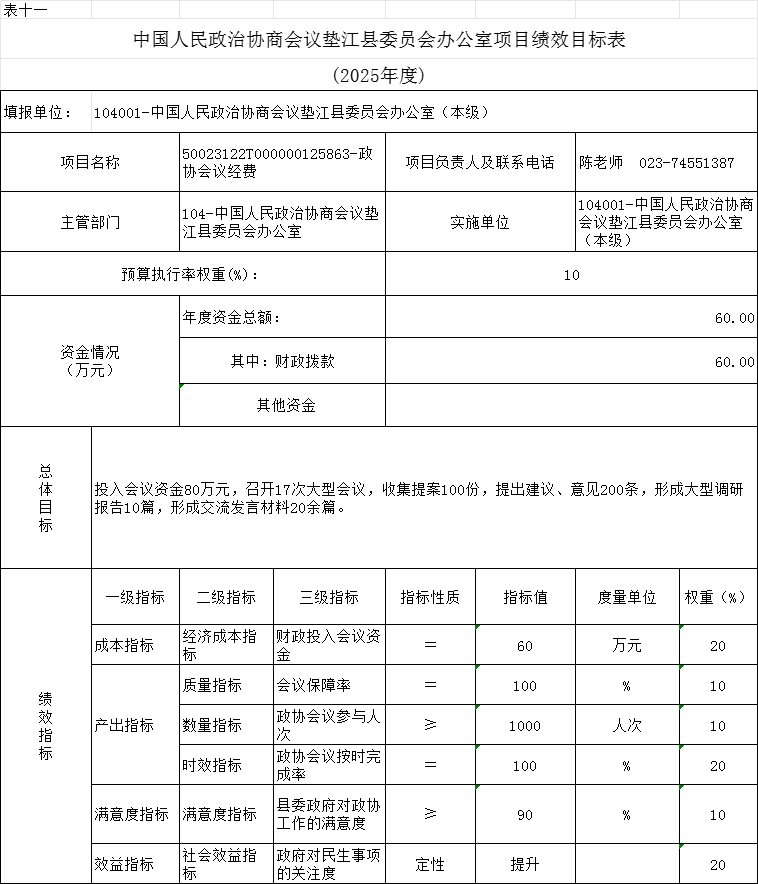 表十一
中国人民政治协商会议垫江县委员会办公室项目绩效目标表
(2025年度)
填报单位： 104001-中国人民政治协商会议垫江县委员会办公室（本级）
项目名称 50023122T000000125863-政协会议经费 项目负责人及联系电话 陈老师 023-74551387
主管部门 104-中国人民政治协商会议垫江县委员会办公室 实施单位 104001-中国人民政治协商会议垫江县委员会办公室（本级）
预算执行率权重(%)： 10
资金情况（万元） 年度资金总额： 60.00
其中：财政拨款 60.00
其他资金
总体目标 投入会议资金80万元，召开17次大型会议，收集提案100份，提出建议、意见200条，形成大型调研
报告10篇，形成交流发言材料20余篇。
绩效指标 一级指标 二级指标 三级指标 指标性质 指标值 度量单位 权重（%）
成本指标 经济成本指标 财政投入会议资金 ＝ 60 万元 20
产出指标 质量指标 会议保障率 ＝ 100 % 10
数量指标 政协会议参与人次 ≥ 1000 人次 10
时效指标 政协会议按时完成率 ＝ 100 % 20
满意度指标 满意度指标 县委政府对政协工作的满意度 ≥ 90 % 10
效益指标 社会效益指标 政府对民生事项的关注度 定性 提升 20